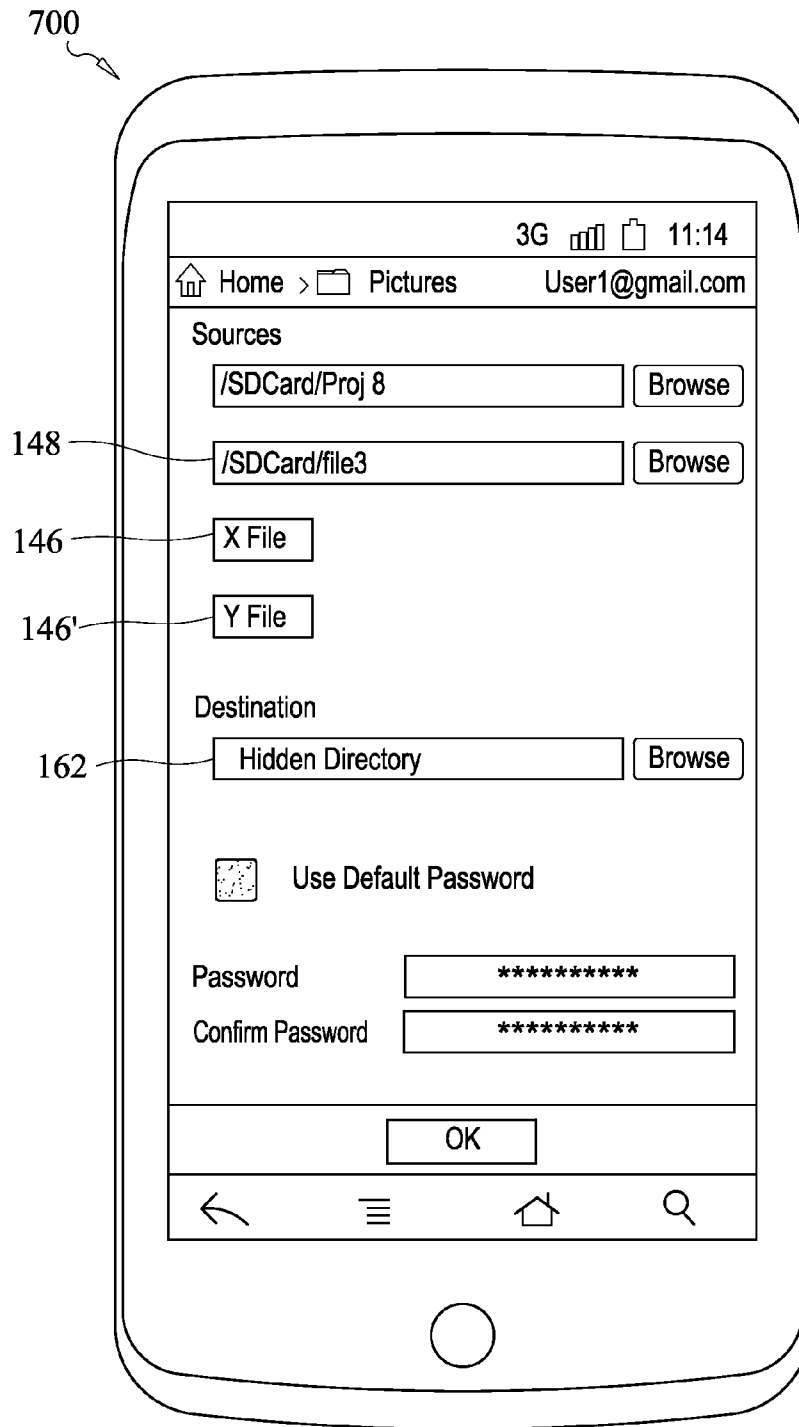 700
3G 11:14
Home > Pictures User1@gmail.com
Sources
/SDCard/Proj 8 Browse
148 /SDCard/file3 Browse
146 X File
146' Y File
Destination
162 Hidden Directory Browse
Use Default Password
Password **********
Confirm Password **********
OK